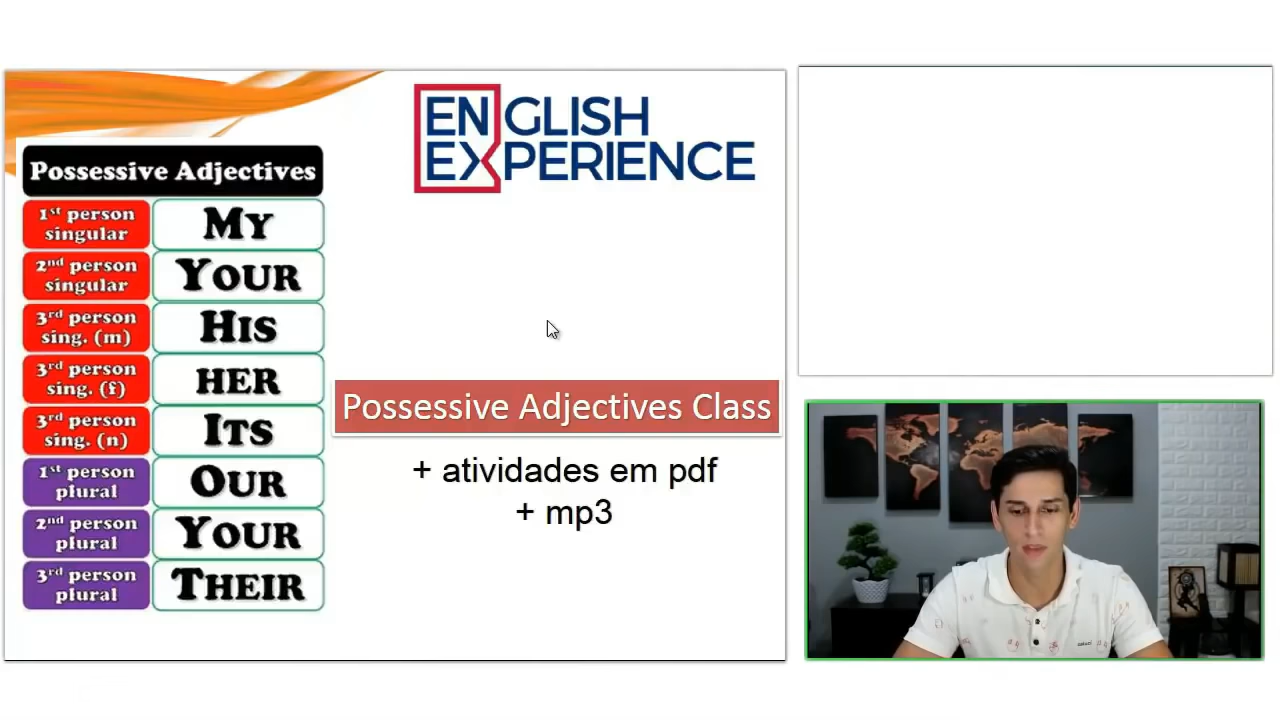 ENGLISH
EXPERIENCE
Possessive Adjectives
1st person
singular
My
2nd person
singular
Your
3rd person
sing. (m)
His
3rd person
sing. (f)
HER
3rd person
sing. (n)
Its
1st person
plural
Our
2nd person
plural
Your
3rd person
plural
Their
Possessive Adjectives Class
+ atividades em pdf
+ mp3